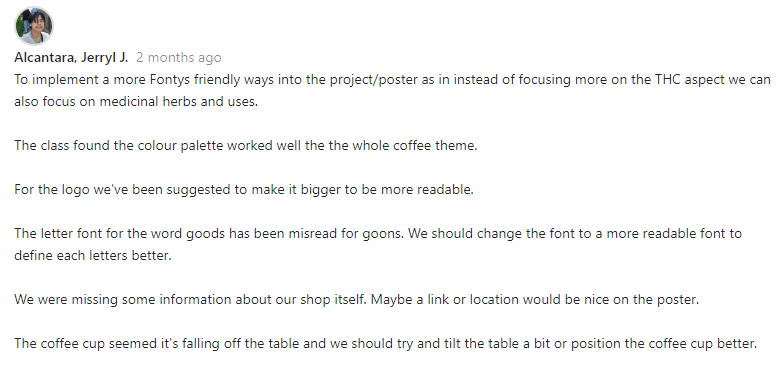 Alcantara, Jerryl J. 2 months ago
To implement a more Fontys friendly ways into the project/poster as in instead of focusing more on the THC aspect we can
also focus on medicinal herbs and uses.
The class found the colour palette worked well the the whole coffee theme.
For the logo we've been suggested to make it bigger to be more readable.
The letter font for the word goods has been misread for goons. We should change the font to a more readable font to
define each letters better.
We were missing some information about our shop itself. Maybe a link or location would be nice on the poster.
The coffee cup seemed it's falling off the table and we should try and tilt the table a bit or position the coffee cup better.